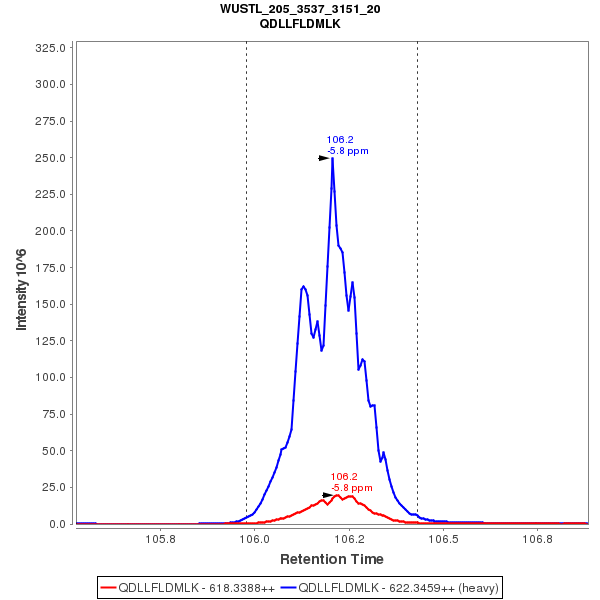 WUSTL_205_3537_3151_20
QDLLFLDMLK
Intensity 10^6
325.0
300.0
275.0
250.0
225.0
200.0
175.0
150.0
125.0
100.0
75.0
50.0
25.0
0.0
106.2
-5.8 ppm
106.2
-5.8 ppm
105.8
106.0
106.2
106.5
106.8
Retention Time
QDLLFLDMLK - 618.3388++
QDLLFLDMLK - 622.3459++ (heavy)